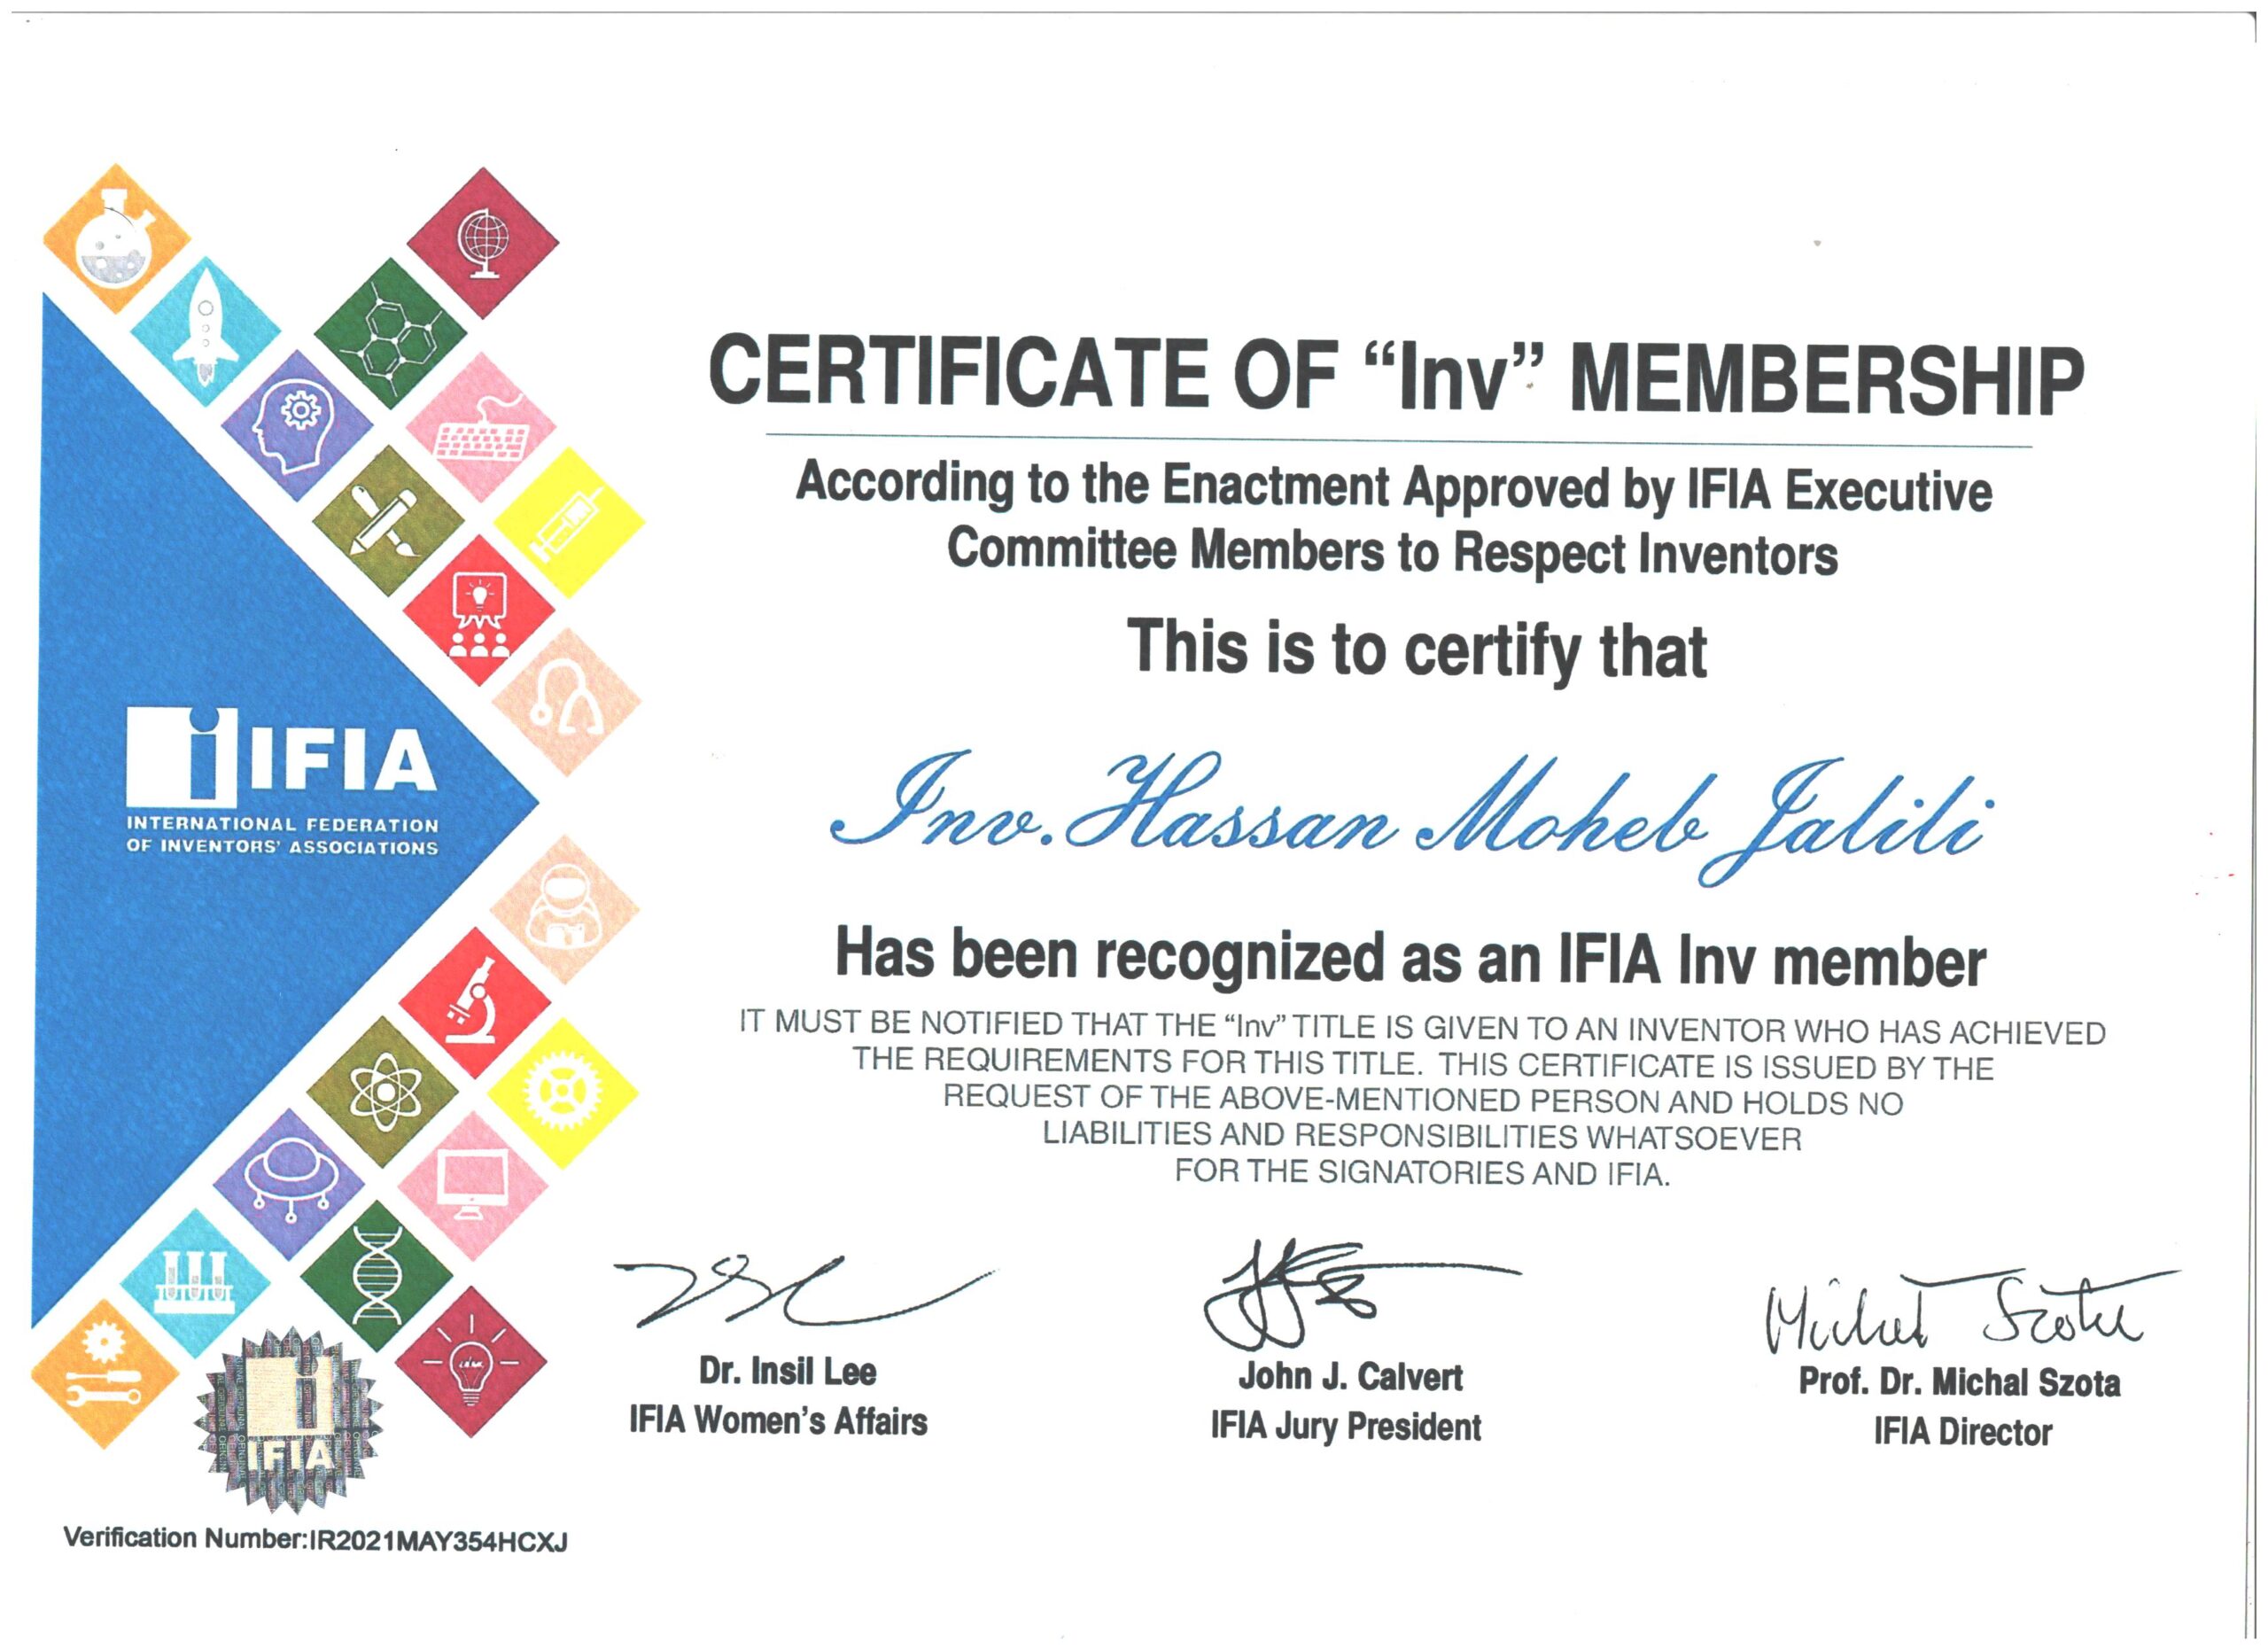 CERTIFICATE OF “Inv” MEMBERSHIP
According to the Enactment Approved by IFIA Executive
Committee Members to Respect Inventors
This is to certify that
Inv. Hassan Moheb Jalili
Has been recognized as an IFIA Inv member
IT MUST BE NOTIFIED THAT THE “Inv” TITLE IS GIVEN TO AN INVENTOR WHO HAS ACHIEVED
THE REQUIREMENTS FOR THIS TITLE. THIS CERTIFICATE IS ISSUED BY THE
REQUEST OF THE ABOVE-MENTIONED PERSON AND HOLDS NO
LIABILITIES AND RESPONSIBILITIES WHATSOEVER
FOR THE SIGNATORIES AND IFIA.
IFIA
INTERNATIONAL FEDERATION
OF INVENTORS' ASSOCIATIONS
Michal Szota
Dr. Insil Lee
IFIA Women's Affairs
John J. Calvert
IFIA Jury President
Prof. Dr. Michal Szota
IFIA Director
IFIA
Verification Number:IR2021MAY354HCXJ